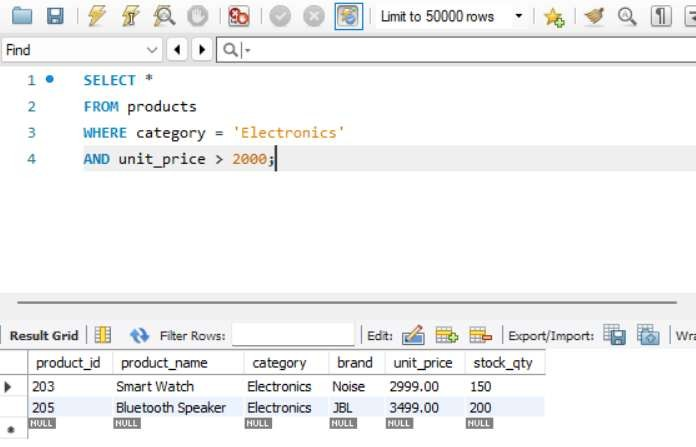 Limit to 50000 rows
Find
1 SELECT *
2 FROM products
3 WHERE category = 'Electronics'
4 AND unit_price > 2000;
Result Grid Filter Rows: Edit: Export/Import: Wra
product_id product_name category brand unit_price stock_qty
203 Smart Watch Electronics Noise 2999.00 150
205 Bluetooth Speaker Electronics JBL 3499.00 200
NULL NULL NULL NULL NULL NULL